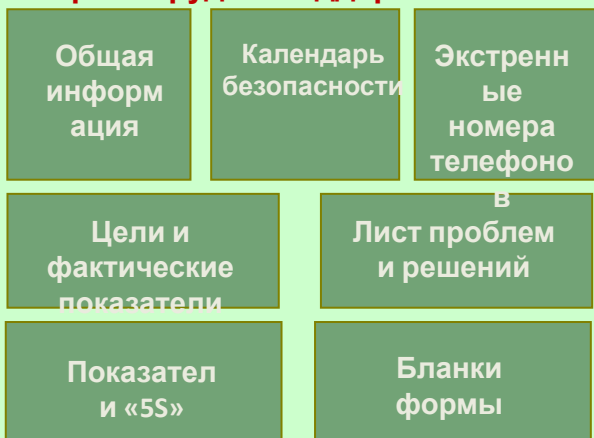 Общая
информ
ация
Календарь
безопасности
Экстренн
ые
номера
телефоно
в
Цели и
фактические
показатели
Лист проблем
и решений
Показател
и «5S»
Бланки
формы